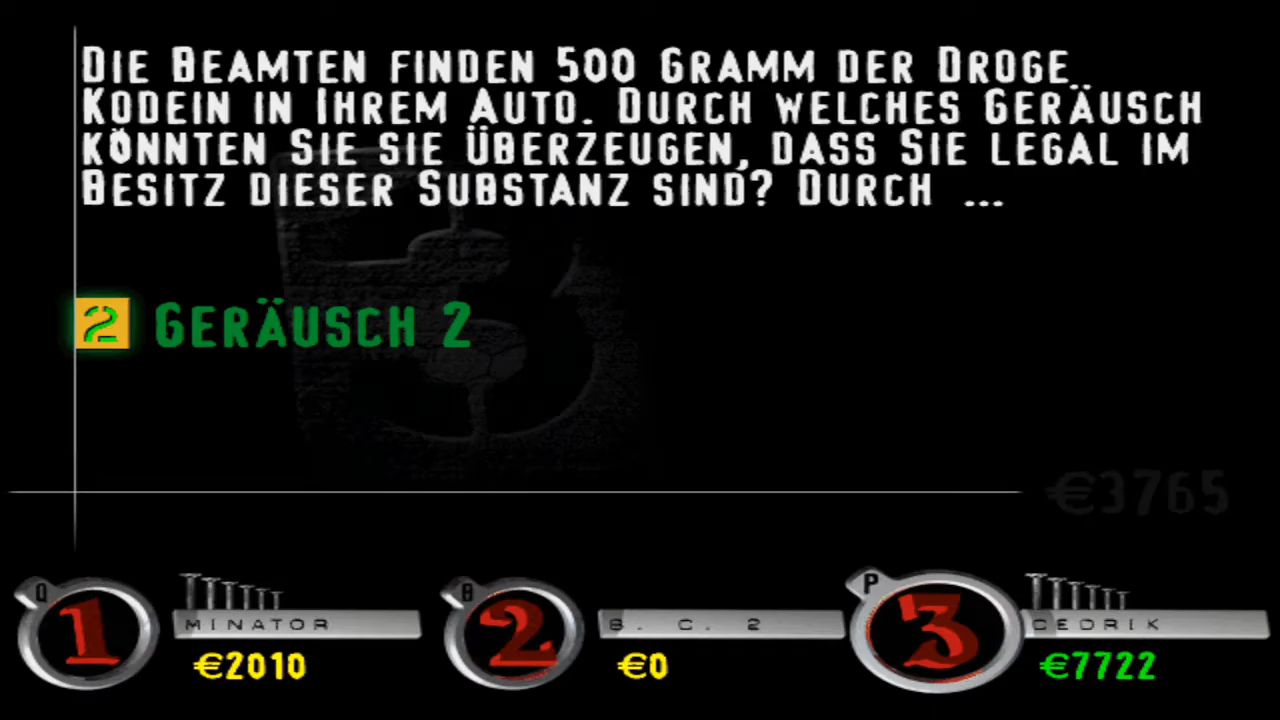 Die Beamten finden 500 Gramm der Droge
Kodein in Ihrem Auto. Durch welches Geräusch
könnten Sie sie überzeugen, dass Sie legal im
Besitz dieser Substanz sind? Durch ...
2 Geräusch 2
€3765
Q 1 MINATOR €2010
B 2 B. C. 2 €0
P 3 CEDRIK €7722